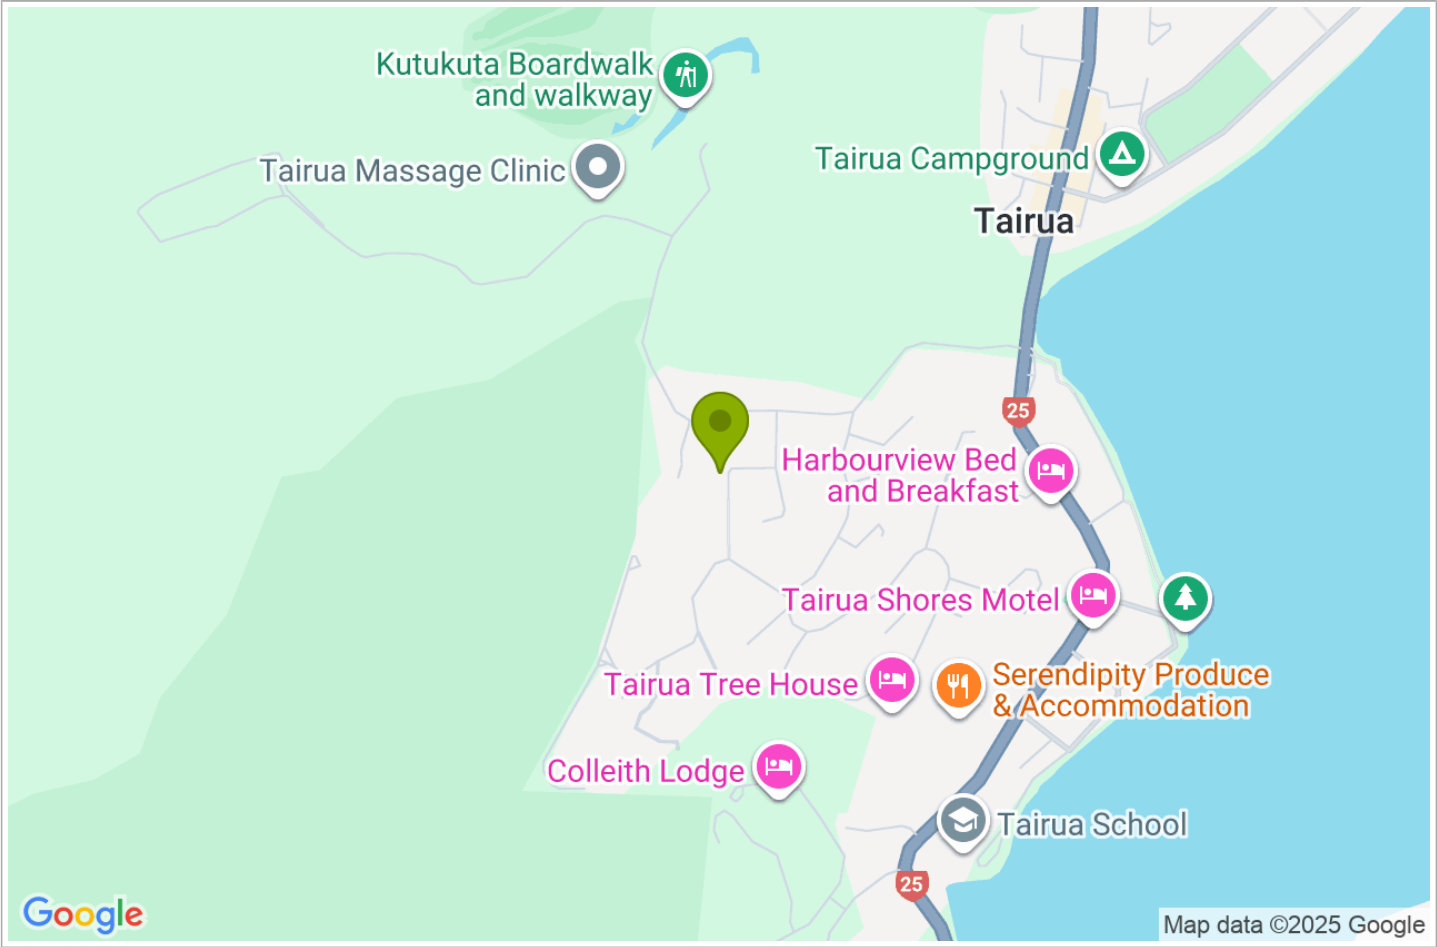 Kutukuta Boardwalk
and walkway
Tairua Massage Clinic
Tairua Campground
Tairua
25
Harbourview Bed
and Breakfast
Tairua Shores Motel
Tairua Tree House
Serendipity Produce
& Accommodation
Colleith Lodge
Tairua School
25
Google
Map data ©2025 Google